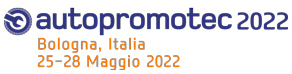 autopromotec 2022
Bologna, Italia
25-28 Maggio 2022